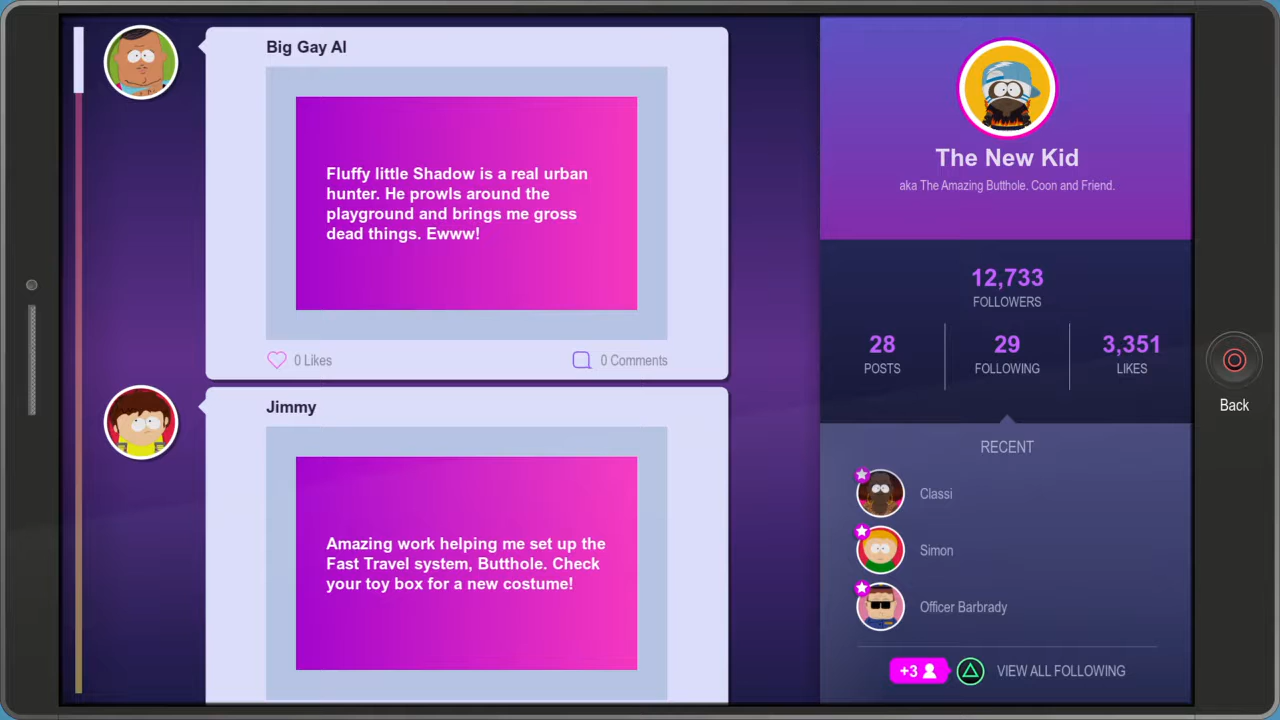 Big Gay Al
Fluffy little Shadow is a real urban
hunter. He prowls around the
playground and brings me gross
dead things. Ewww!
0 Likes
0 Comments
Jimmy
Amazing work helping me set up the
Fast Travel system, Butthole. Check
your toy box for a new costume!
The New Kid
aka The Amazing Butthole. Coon and Friend.
12,733
FOLLOWERS
28
POSTS
29
FOLLOWING
3,351
LIKES
RECENT
Classi
Simon
Officer Barbrady
+3
VIEW ALL FOLLOWING
Back